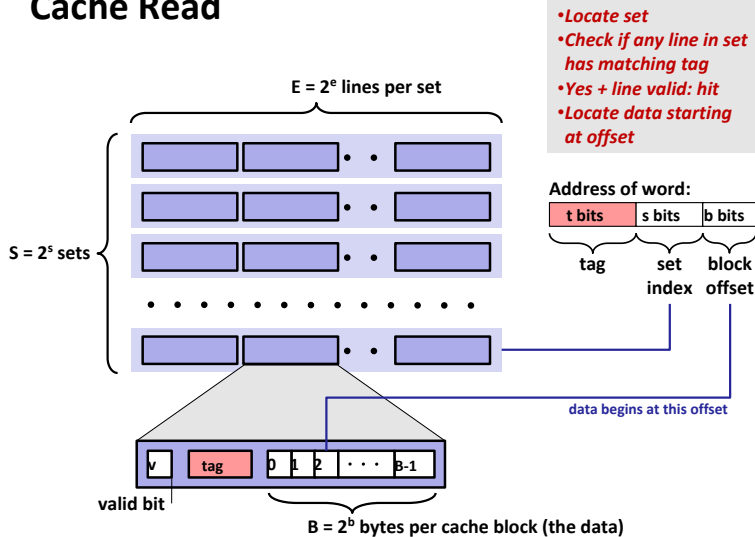 Cache Read
•Locate set
•Check if any line in set
has matching tag
•Yes + line valid: hit
•Locate data starting
at offset
E = 2ᵉ lines per set
S = 2ˢ sets
Address of word:
t bits s bits b bits
tag set block
index offset
data begins at this offset
v tag 0 1 2 · · · B-1
valid bit
B = 2ᵇ bytes per cache block (the data)